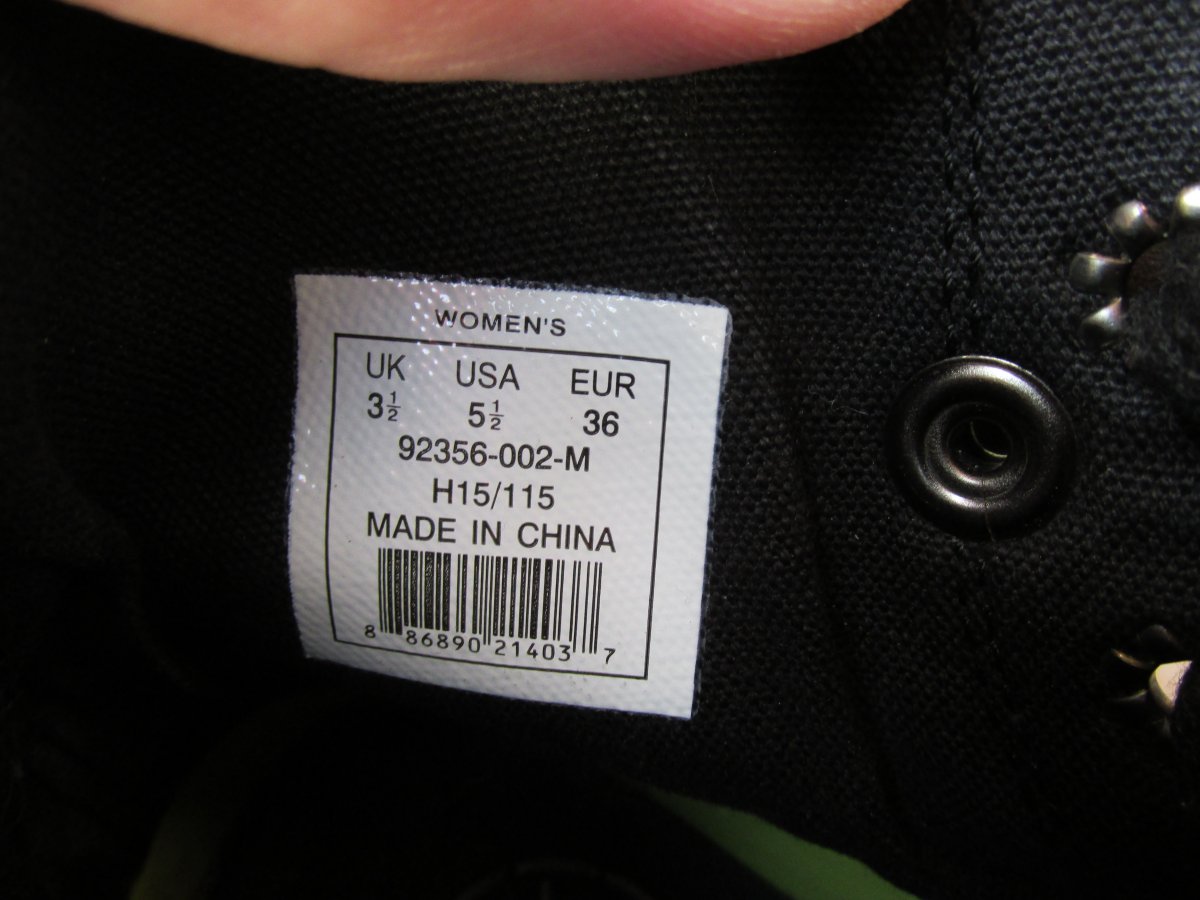 WOMEN'S
UK USA EUR
3½ 5½ 36
92356-002-M
H15/115
MADE IN CHINA
8 86890 21403 7